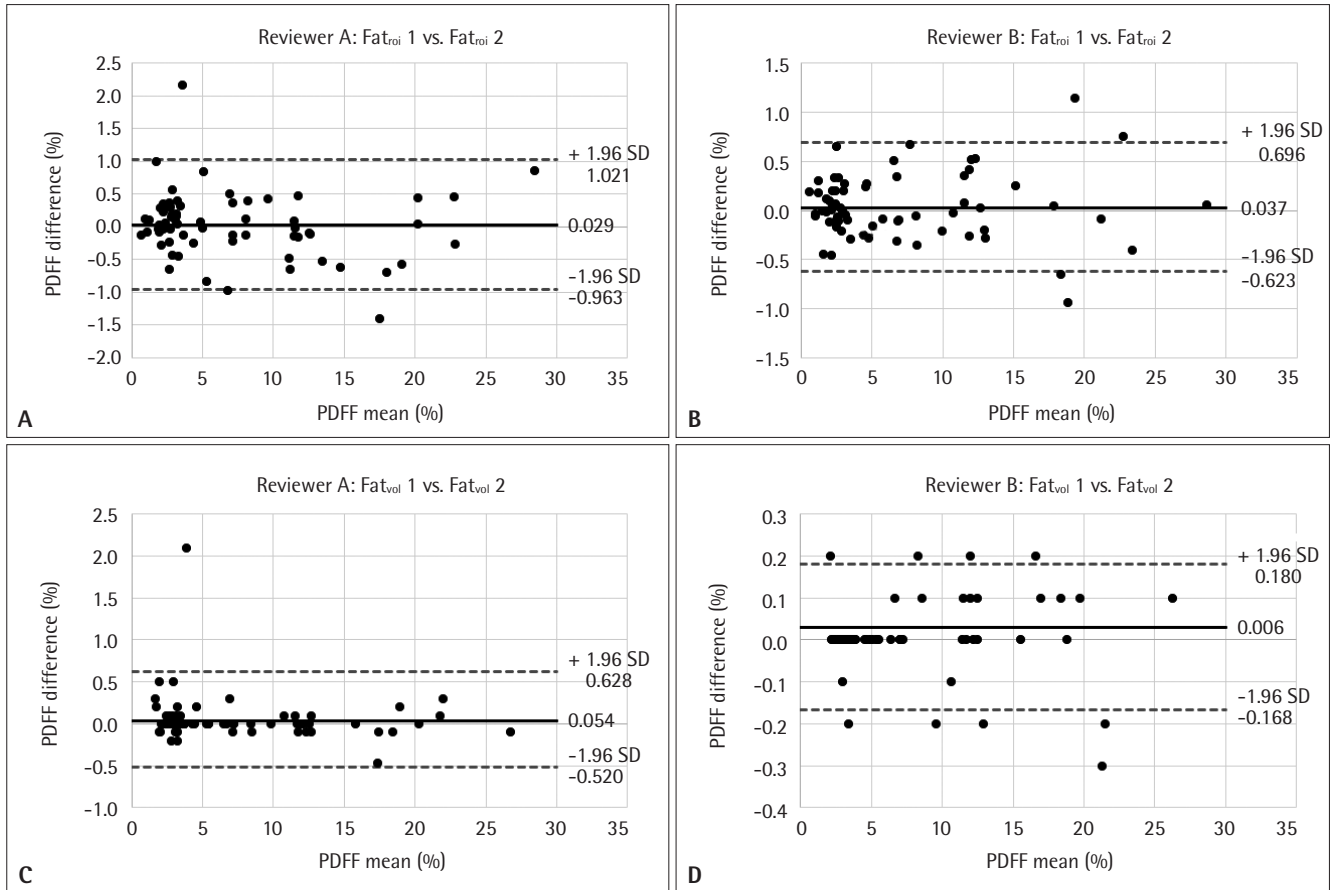 Reviewer A: Fatroi 1 vs. Fatroi 2
PDFF difference (%)
2.5
2.0
1.5
1.0
0.5
0.0
−0.5
−1.0
−1.5
−2.0
+ 1.96 SD
1.021
0.029
−1.96 SD
−0.963
0 5 10 15 20 25 30 35
PDFF mean (%)
A
Reviewer B: Fatroi 1 vs. Fatroi 2
PDFF difference (%)
1.5
1.0
0.5
0.0
−0.5
−1.0
−1.5
+ 1.96 SD
0.696
0.037
−1.96 SD
−0.623
0 5 10 15 20 25 30 35
PDFF mean (%)
B
Reviewer A: Fatvol 1 vs. Fatvol 2
PDFF difference (%)
2.5
2.0
1.5
1.0
0.5
0.0
−0.5
−1.0
+ 1.96 SD
0.628
0.054
−1.96 SD
−0.520
0 5 10 15 20 25 30 35
PDFF mean (%)
C
Reviewer B: Fatvol 1 vs. Fatvol 2
PDFF difference (%)
0.3
0.2
0.1
0.0
−0.1
−0.2
−0.3
−0.4
+ 1.96 SD
0.180
0.006
−1.96 SD
−0.168
0 5 10 15 20 25 30 35
PDFF mean (%)
D